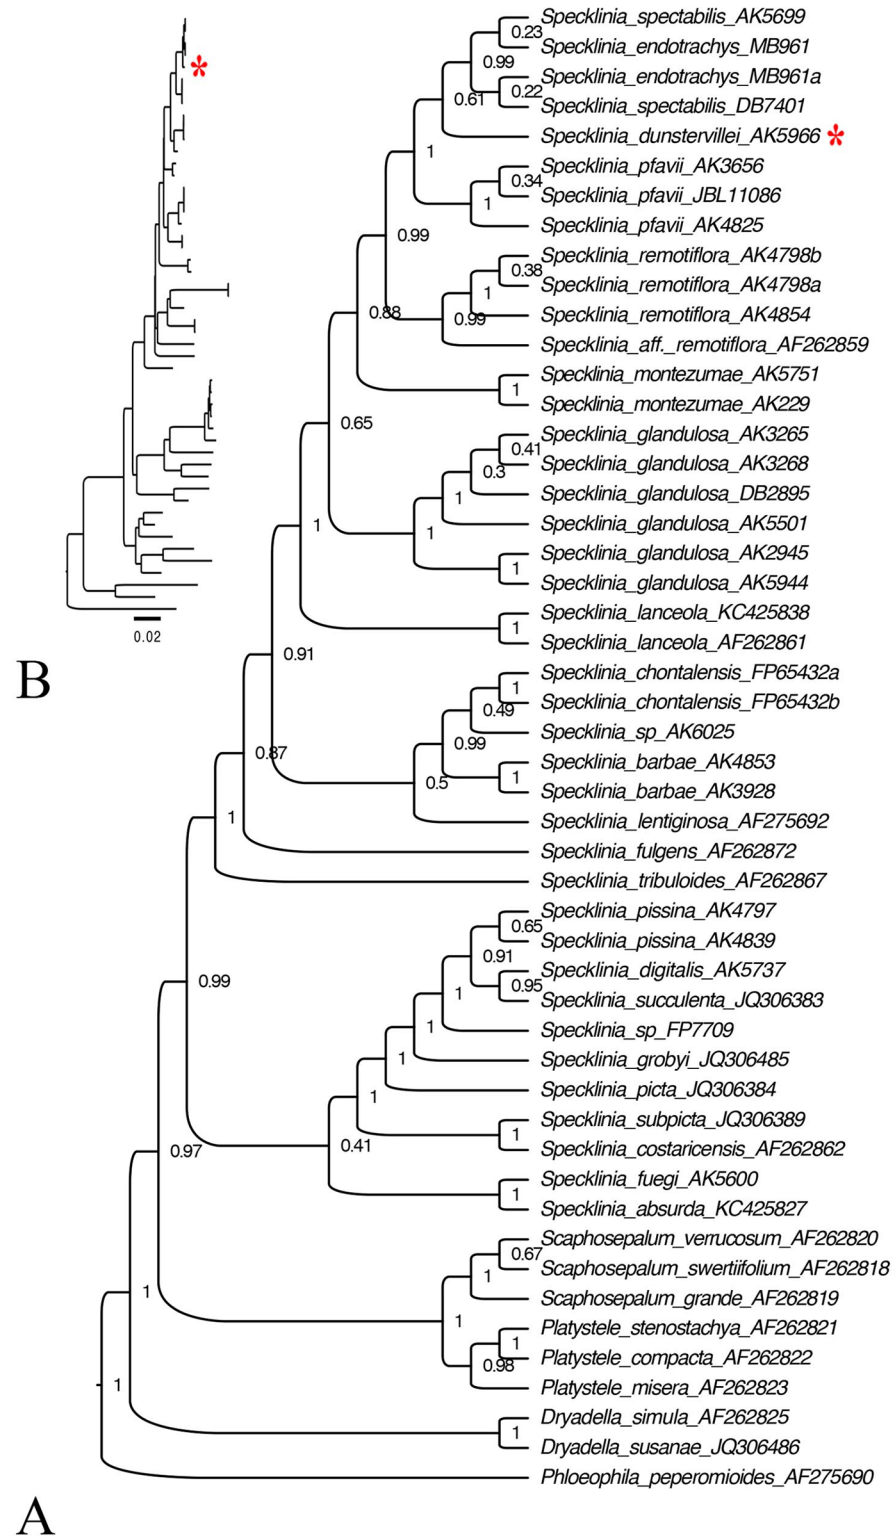 Specklinia_spectabilis_AK5699
0.23
Specklinia_endotrachys_MB961
0.99
Specklinia_endotrachys_MB961a
0.22
0.61
Specklinia_spectabilis_DB7401
Specklinia_dunstervillei_AK5966 *
1
Specklinia_pfavii_AK3656
0.34
Specklinia_pfavii_JBL11086
1
Specklinia_pfavii_AK4825
0.99
Specklinia_remotiflora_AK4798b
0.38
Specklinia_remotiflora_AK4798a
1
0.88
Specklinia_remotiflora_AK4854
0.99
Specklinia_aff._remotiflora_AF262859
Specklinia_montezumae_AK5751
1
Specklinia_montezumae_AK229
0.65
Specklinia_glandulosa_AK3265
0.41
Specklinia_glandulosa_AK3268
0.3
Specklinia_glandulosa_DB2895
1
Specklinia_glandulosa_AK5501
1
1
Specklinia_glandulosa_AK2945
1
Specklinia_glandulosa_AK5944
Specklinia_lanceola_KC425838
1
0.02
Specklinia_lanceola_AF262861
0.91
Specklinia_chontalensis_FP65432a
B
1
Specklinia_chontalensis_FP65432b
0.49
Specklinia_sp_AK6025
0.99
0.87
Specklinia_barbae_AK4853
1
0.5
Specklinia_barbae_AK3928
1
Specklinia_lentiginosa_AF275692
Specklinia_fulgens_AF262872
Specklinia_tribuloides_AF262867
Specklinia_pissina_AK4797
0.65
Specklinia_pissina_AK4839
0.91
Specklinia_digitalis_AK5737
0.99
0.95
1
Specklinia_succulenta_JQ306383
1
Specklinia_sp_FP7709
1
Specklinia_grobyi_JQ306485
Specklinia_picta_JQ306384
1
Specklinia_subpicta_JQ306389
1
0.41
Specklinia_costaricensis_AF262862
0.97
Specklinia_fuegi_AK5600
1
Specklinia_absurda_KC425827
Scaphosepalum_verrucosum_AF262820
0.67
Scaphosepalum_swertiifolium_AF262818
1
1
Scaphosepalum_grande_AF262819
1
Platystele_stenostachya_AF262821
1
Platystele_compacta_AF262822
0.98
1
Platystele_misera_AF262823
Dryadella_simula_AF262825
1
Dryadella_susanae_JQ306486
Phloeophila_peperomioides_AF275690
A